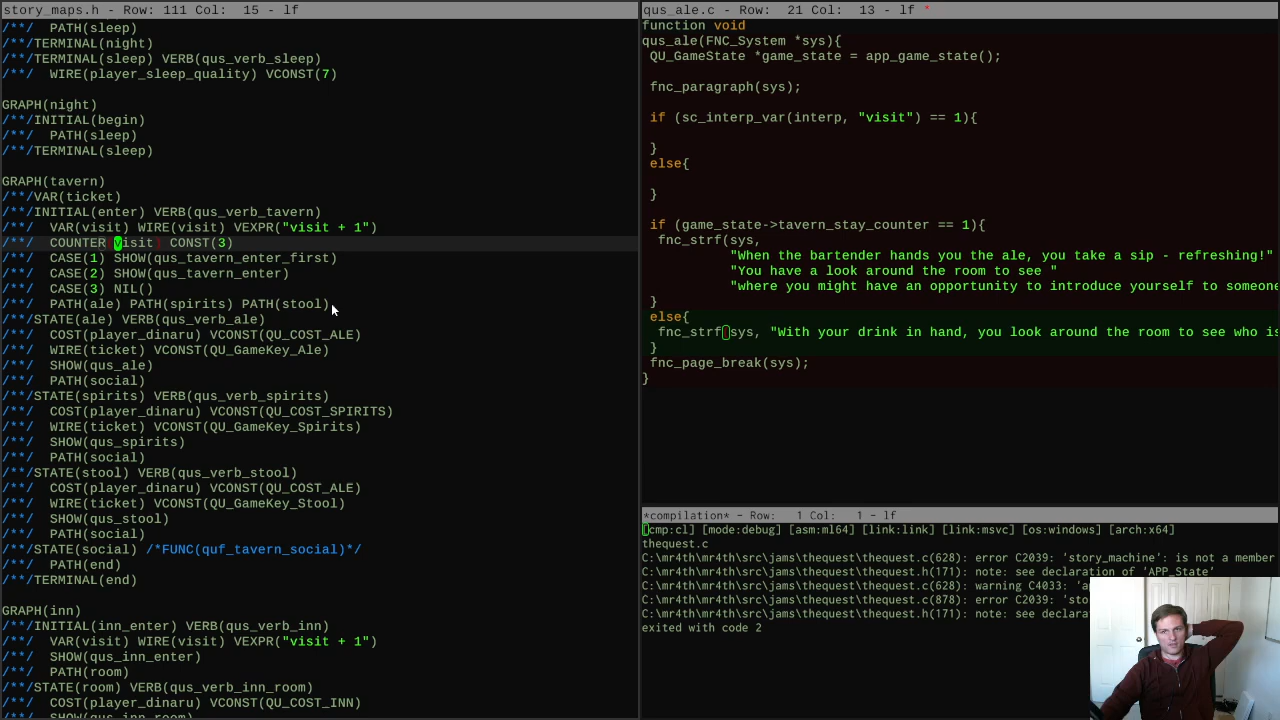 story_maps.h - Row: 111 Col:  15 - lf
/**/  PATH(sleep)
/**/TERMINAL(night)
/**/TERMINAL(sleep) VERB(qus_verb_sleep)
/**/  WIRE(player_sleep_quality) VCONST(7)
GRAPH(night)
/**/INITIAL(begin)
/**/  PATH(sleep)
/**/TERMINAL(sleep)
GRAPH(tavern)
/**/VAR(ticket)
/**/INITIAL(enter) VERB(qus_verb_tavern)
/**/  VAR(visit) WIRE(visit) VEXPR("visit + 1")
/**/  COUNTER(visit) CONST(3)
/**/  CASE(1) SHOW(qus_tavern_enter_first)
/**/  CASE(2) SHOW(qus_tavern_enter)
/**/  CASE(3) NIL()
/**/  PATH(ale) PATH(spirits) PATH(stool)
/**/STATE(ale) VERB(qus_verb_ale)
/**/  COST(player_dinaru) VCONST(QU_COST_ALE)
/**/  WIRE(ticket) VCONST(QU_GameKey_Ale)
/**/  SHOW(qus_ale)
/**/  PATH(social)
/**/STATE(spirits) VERB(qus_verb_spirits)
/**/  COST(player_dinaru) VCONST(QU_COST_SPIRITS)
/**/  WIRE(ticket) VCONST(QU_GameKey_Spirits)
/**/  SHOW(qus_spirits)
/**/  PATH(social)
/**/STATE(stool) VERB(qus_verb_stool)
/**/  COST(player_dinaru) VCONST(QU_COST_ALE)
/**/  WIRE(ticket) VCONST(QU_GameKey_Stool)
/**/  SHOW(qus_stool)
/**/  PATH(social)
/**/STATE(social) /*FUNC(quf_tavern_social)*/
/**/  PATH(end)
/**/TERMINAL(end)
GRAPH(inn)
/**/INITIAL(inn_enter) VERB(qus_verb_inn)
/**/  VAR(visit) WIRE(visit) VEXPR("visit + 1")
/**/  SHOW(qus_inn_enter)
/**/  PATH(room)
/**/STATE(room) VERB(qus_verb_inn_room)
/**/  COST(player_dinaru) VCONST(QU_COST_INN)
/**/  SHOW(qus_inn_room)
qus_ale.c - Row:  21 Col:  13 - lf *
function void
qus_ale(FNC_System *sys){
 QU_GameState *game_state = app_game_state();
 fnc_paragraph(sys);
 if (sc_interp_var(interp, "visit") == 1){
 }
 else{
 }
 if (game_state->tavern_stay_counter == 1){
  fnc_strf(sys,
           "When the bartender hands you the ale, you take a sip - refreshing!"
           "You have a look around the room to see "
           "where you might have an opportunity to introduce yourself to someone
 }
 else{
  fnc_strf(sys, "With your drink in hand, you look around the room to see who is
 }
 fnc_page_break(sys);
}
*compilation* - Row:   1 Col:   1 - lf
[cmp:cl] [mode:debug] [asm:ml64] [link:link] [link:msvc] [os:windows] [arch:x64]
thequest.c
C:\mr4th\mr4th\src\jams\thequest\thequest.c(628): error C2039: 'story_machine': is not a member
C:\mr4th\mr4th\src\jams\thequest\thequest.h(171): note: see declaration of 'APP_State'
C:\mr4th\mr4th\src\jams\thequest\thequest.c(628): warning C4033: 'a
C:\mr4th\mr4th\src\jams\thequest\thequest.c(878): error C2039: 'sto
C:\mr4th\mr4th\src\jams\thequest\thequest.h(171): note: see declara
exited with code 2